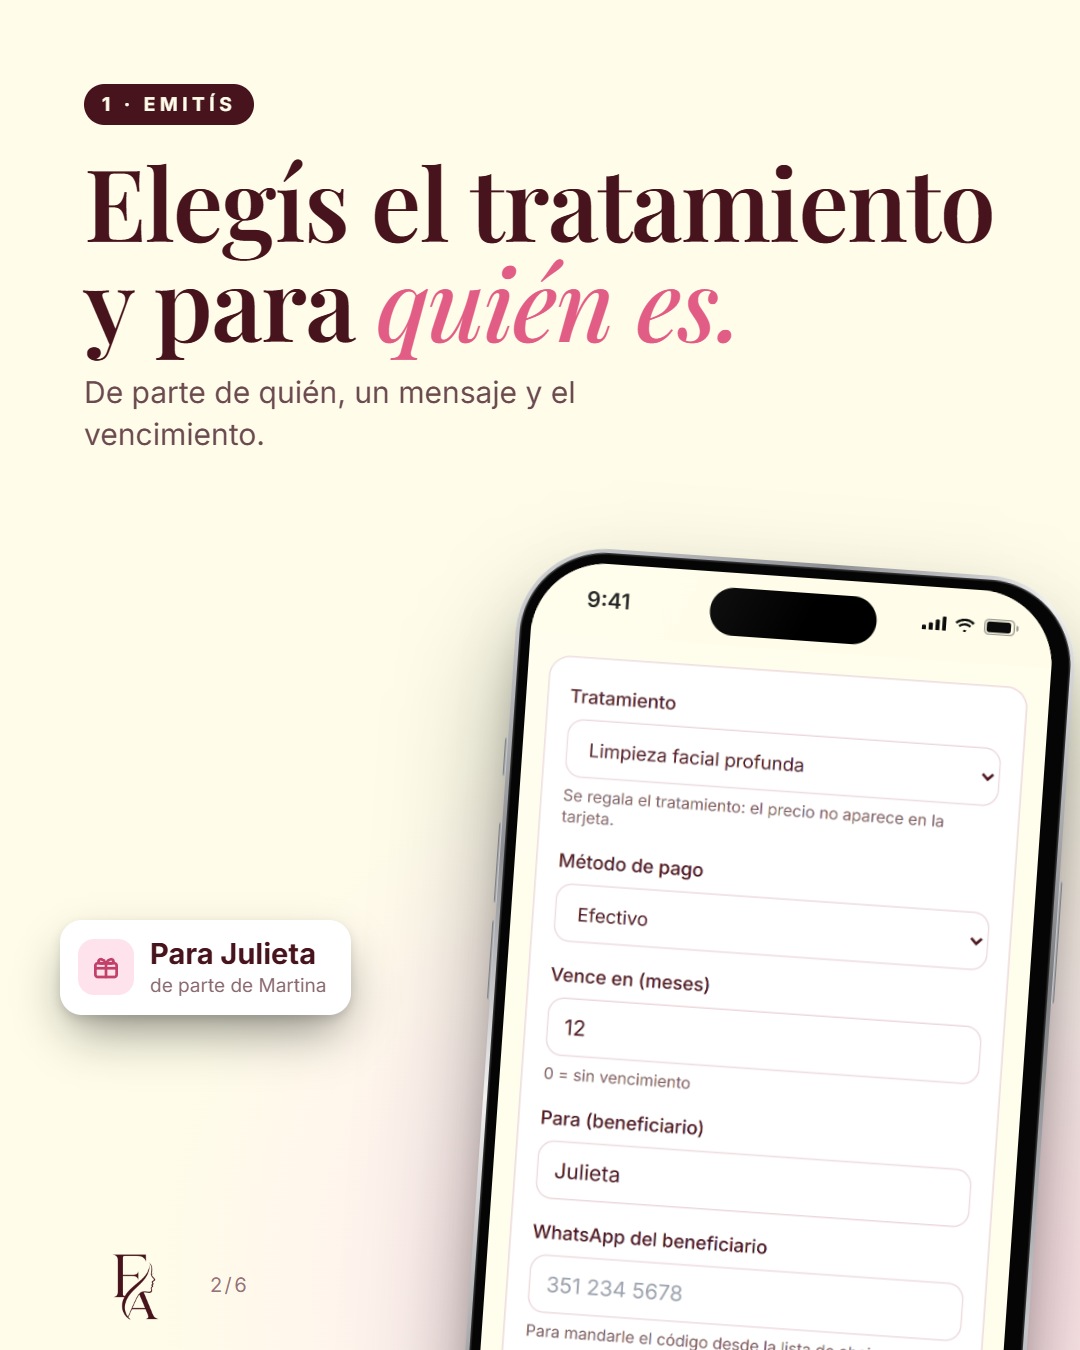 1 · EMITÍS
Elegís el tratamiento
y para quién es.
De parte de quién, un mensaje y el
vencimiento.
9:41
Tratamiento
Limpieza facial profunda
Se regala el tratamiento: el precio no aparece en la
tarjeta.
Método de pago
Efectivo
Vence en (meses)
12
0 = sin vencimiento
Para (beneficiario)
Julieta
WhatsApp del beneficiario
351 234 5678
Para mandarle el código desde la lista de
Para Julieta
de parte de Martina
EA
2/6